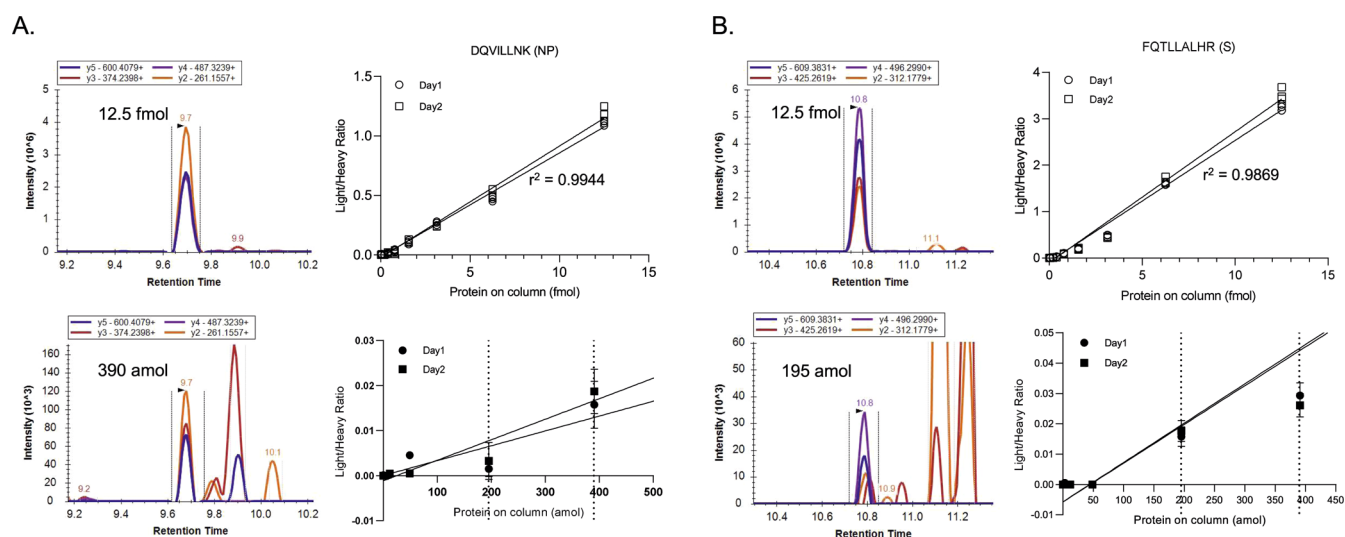 A.
y5 - 600.4079+ y4 - 487.3239+
y3 - 374.2398+ y2 - 261.1557+
12.5 fmol
9.7
9.9
Intensity (10^6)
5
4
3
2
1
0
9.2 9.4 9.6 9.8 10.0 10.2
Retention Time
DQVILLNK (NP)
Day1
Day2
r² = 0.9944
Light/Heavy Ratio
1.5
1.0
0.5
0.0
0 5 10 15
Protein on column (fmol)
y5 - 600.4079+ y4 - 487.3239+
y3 - 374.2398+ y2 - 261.1557+
390 amol
9.7
9.2
10.1
Intensity (10^3)
160
140
120
100
80
60
40
20
0
9.2 9.4 9.6 9.8 10.0 10.2
Retention Time
Day1
Day2
Light/Heavy Ratio
0.03
0.02
0.01
0.00
-0.01
100 200 300 400 500
Protein on column (amol)
B.
y5 - 609.3831+ y4 - 496.2990+
y3 - 425.2619+ y2 - 312.1779+
12.5 fmol
10.8
11.1
Intensity (10^6)
6
5
4
3
2
1
0
10.4 10.6 10.8 11.0 11.2
Retention Time
FQTLLALHR (S)
Day1
Day2
r² = 0.9869
Light/Heavy Ratio
4
3
2
1
0
0 5 10 15
Protein on column (fmol)
y5 - 609.3831+ y4 - 496.2990+
y3 - 425.2619+ y2 - 312.1779+
195 amol
10.8
10.9
Intensity (10^3)
60
50
40
30
20
10
0
10.4 10.6 10.8 11.0 11.2
Retention Time
Day1
Day2
Light/Heavy Ratio
0.05
0.04
0.03
0.02
0.01
0.00
-0.01
50 100 150 200 250 300 350 400 450
Protein on column (amol)